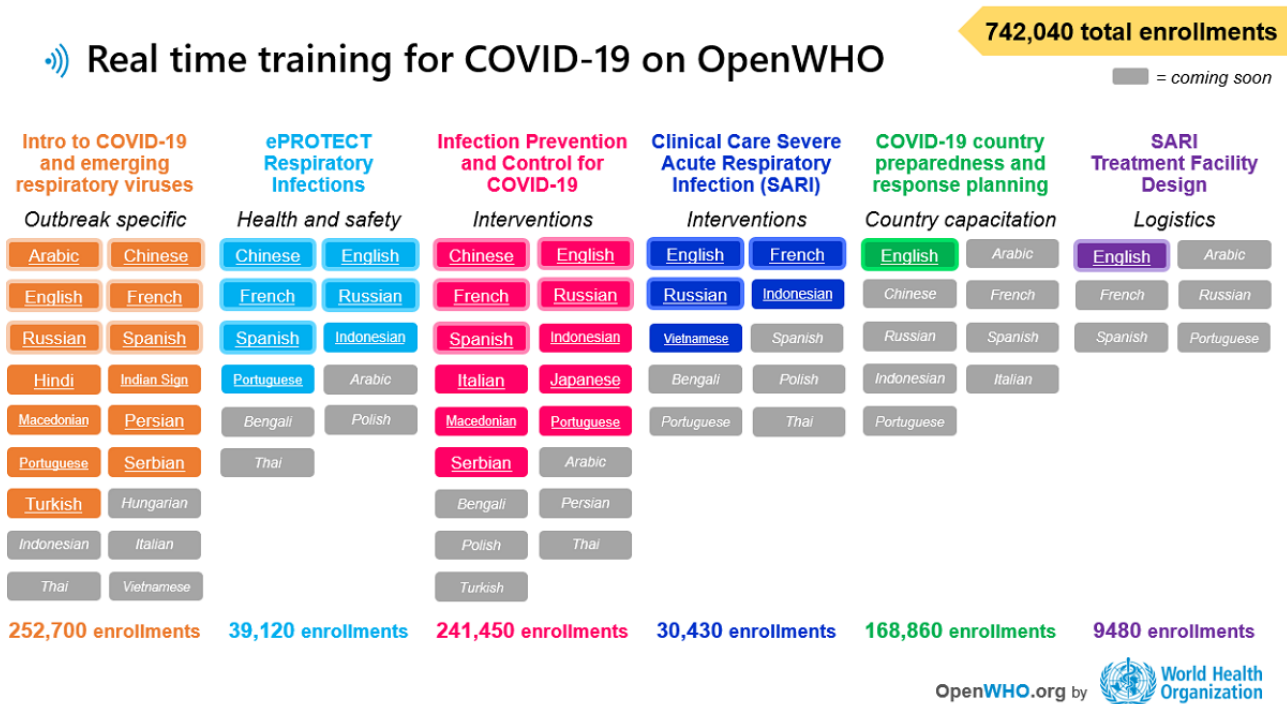 742,040 total enrollments
Real time training for COVID-19 on OpenWHO
= coming soon
Intro to COVID-19
and emerging
respiratory viruses
Outbreak specific
Arabic Chinese
English French
Russian Spanish
Hindi Indian Sign
Macedonian Persian
Portuguese Serbian
Turkish Hungarian
Indonesian Italian
Thai Vietnamese
252,700 enrollments
ePROTECT
Respiratory
Infections
Health and safety
Chinese English
French Russian
Spanish Indonesian
Portuguese Arabic
Bengali Polish
Thai
39,120 enrollments
Infection Prevention
and Control for
COVID-19
Interventions
Chinese English
French Russian
Spanish Indonesian
Italian Japanese
Macedonian Portuguese
Serbian Arabic
Bengali Persian
Polish Thai
Turkish
241,450 enrollments
Clinical Care Severe
Acute Respiratory
Infection (SARI)
Interventions
English French
Russian Indonesian
Vietnamese Spanish
Bengali Polish
Portuguese Thai
30,430 enrollments
COVID-19 country
preparedness and
response planning
Country capacitation
English Arabic
Chinese French
Russian Spanish
Indonesian Italian
Portuguese
168,860 enrollments
SARI
Treatment Facility
Design
Logistics
English Arabic
French Russian
Spanish Portuguese
9480 enrollments
OpenWHO.org by
World Health
Organization